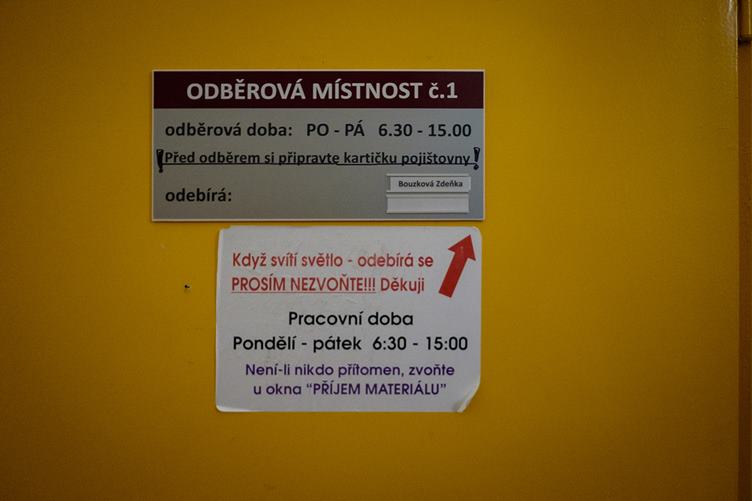 ODBĚROVÁ MÍSTNOST č.1
odběrová doba: PO - PÁ 6.30 - 15.00
!Před odběrem si připravte kartičku pojištovny!
Bouzková Zdeňka
odebírá:
Když svítí světlo - odebírá se
PROSÍM NEZVOŇTE!!! Děkuji
Pracovní doba
Pondělí - pátek 6:30 - 15:00
Není-li nikdo přítomen, zvoňte
u okna "PŘÍJEM MATERIÁLU"